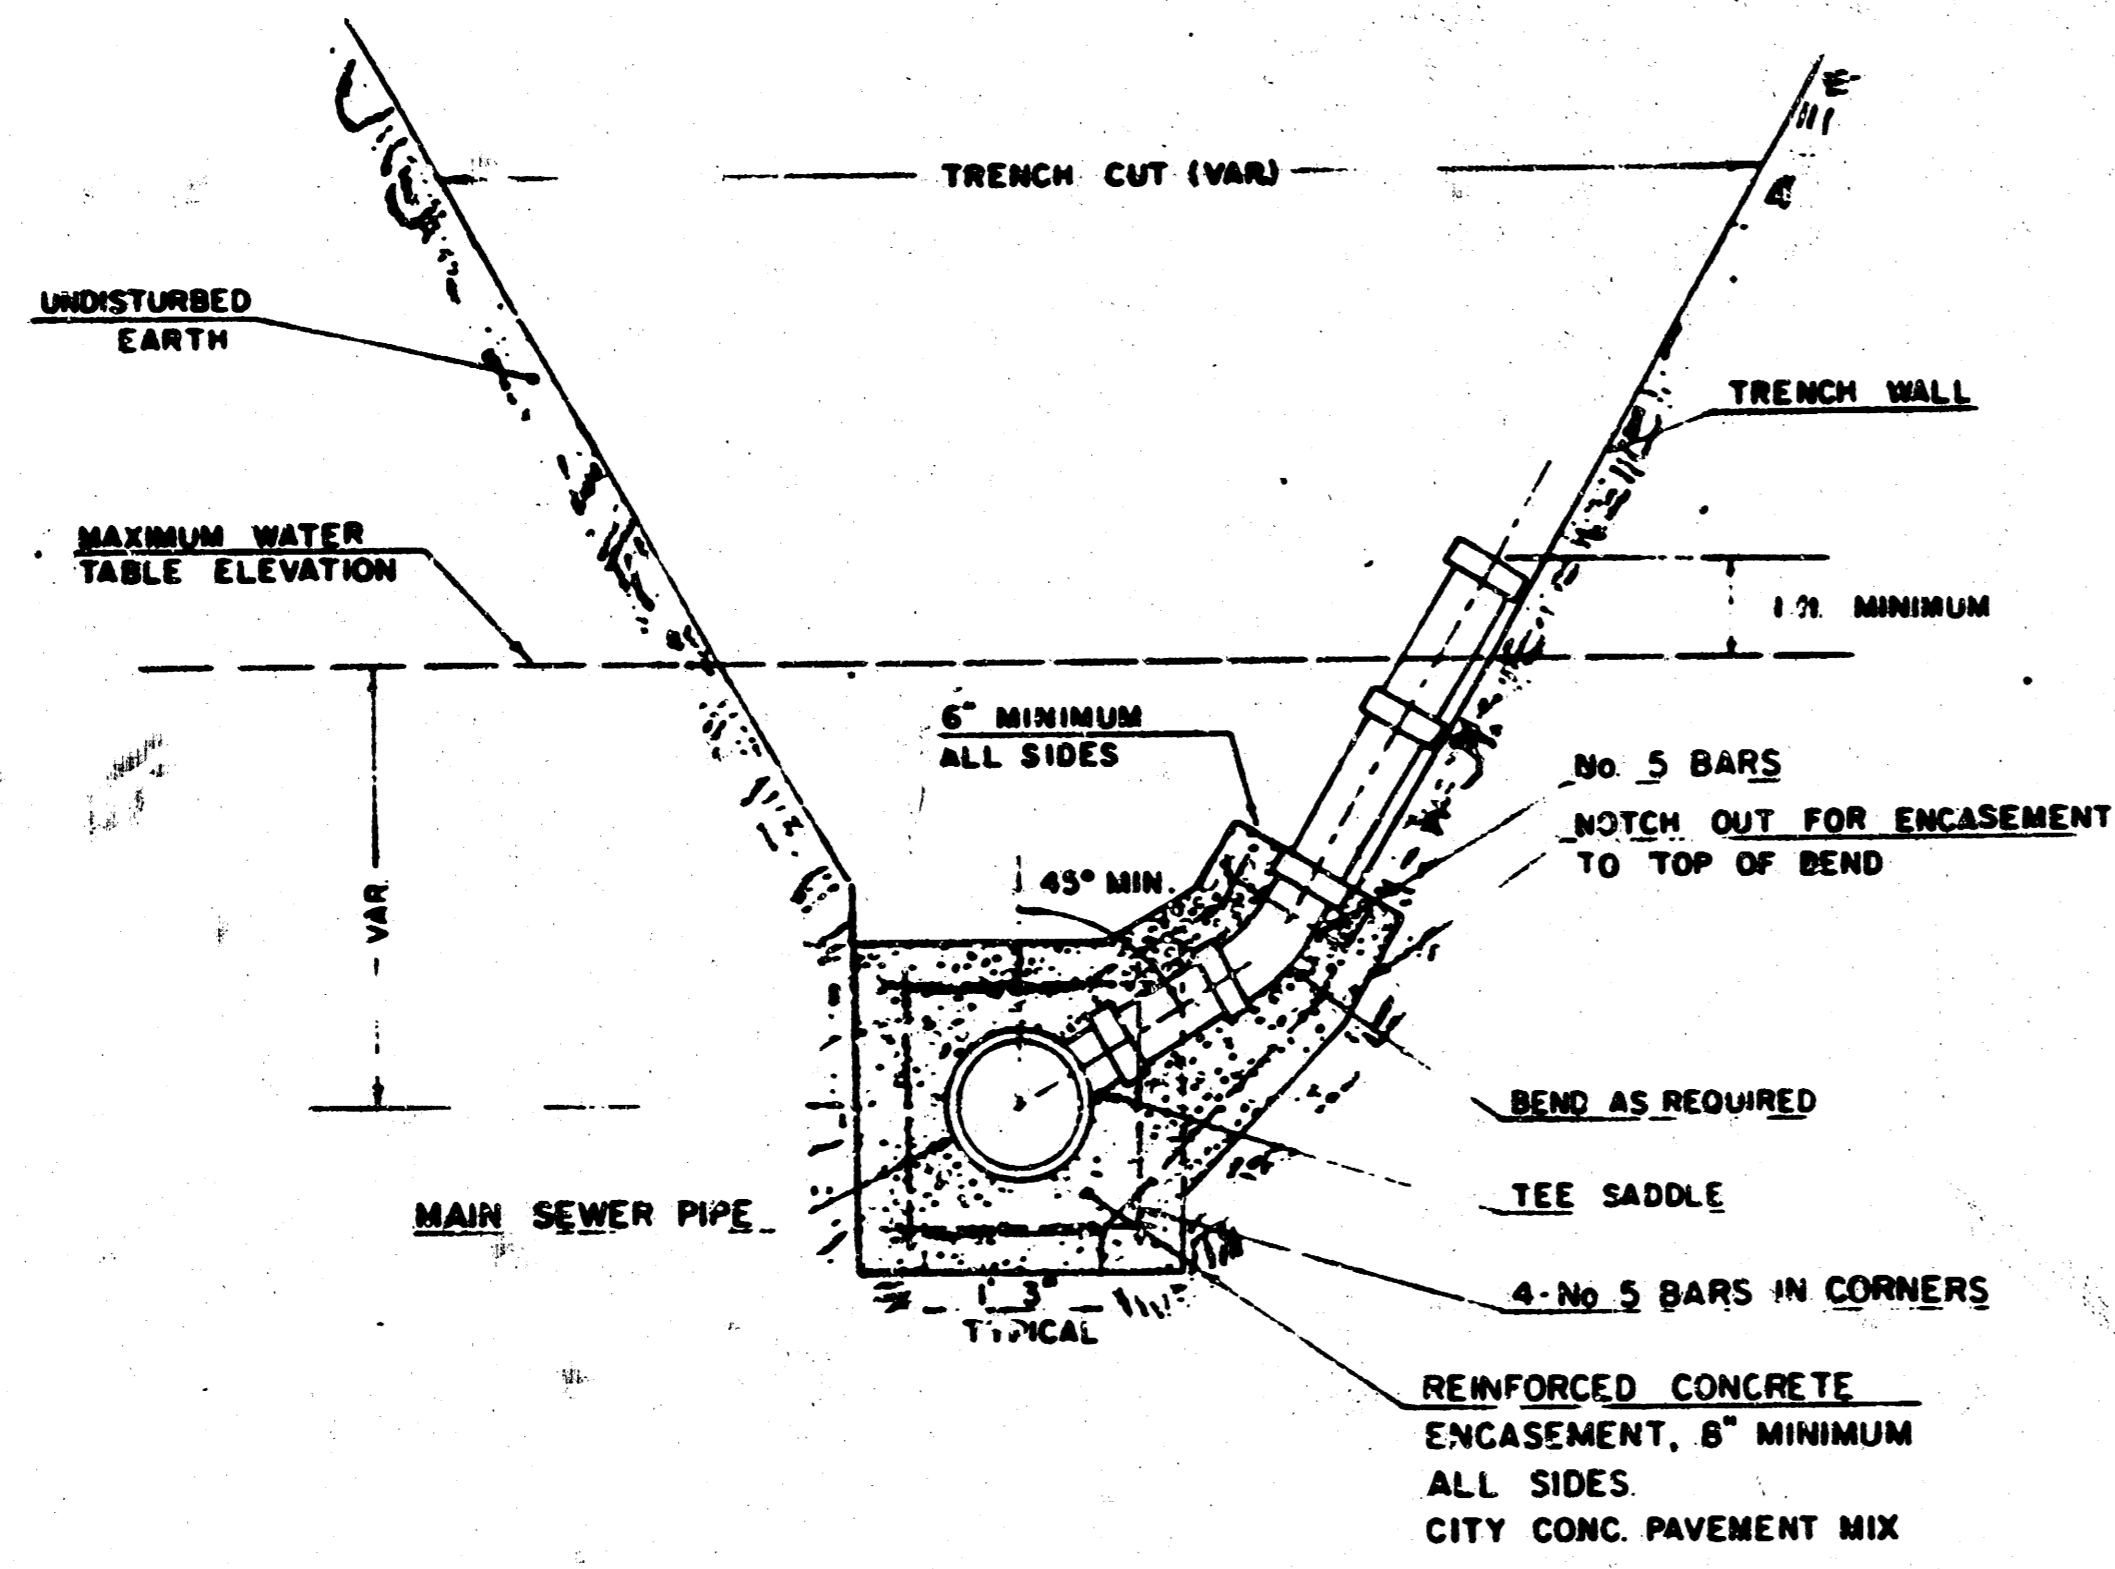 TRENCH CUT (VAR.)
UNDISTURBED
EARTH
TRENCH WALL
MAXIMUM WATER
TABLE ELEVATION
MINIMUM
6" MINIMUM
ALL SIDES
No. 5 BARS
NOTCH OUT FOR ENCASEMENT
TO TOP OF BEND
45° MIN.
VAR.
BEND AS REQUIRED
TEE SADDLE
MAIN SEWER PIPE
4-No 5 BARS IN CORNERS
1' 3"
TYPICAL
REINFORCED CONCRETE
ENCASEMENT, MINIMUM
ALL SIDES.
CITY CONC. PAVEMENT MIX